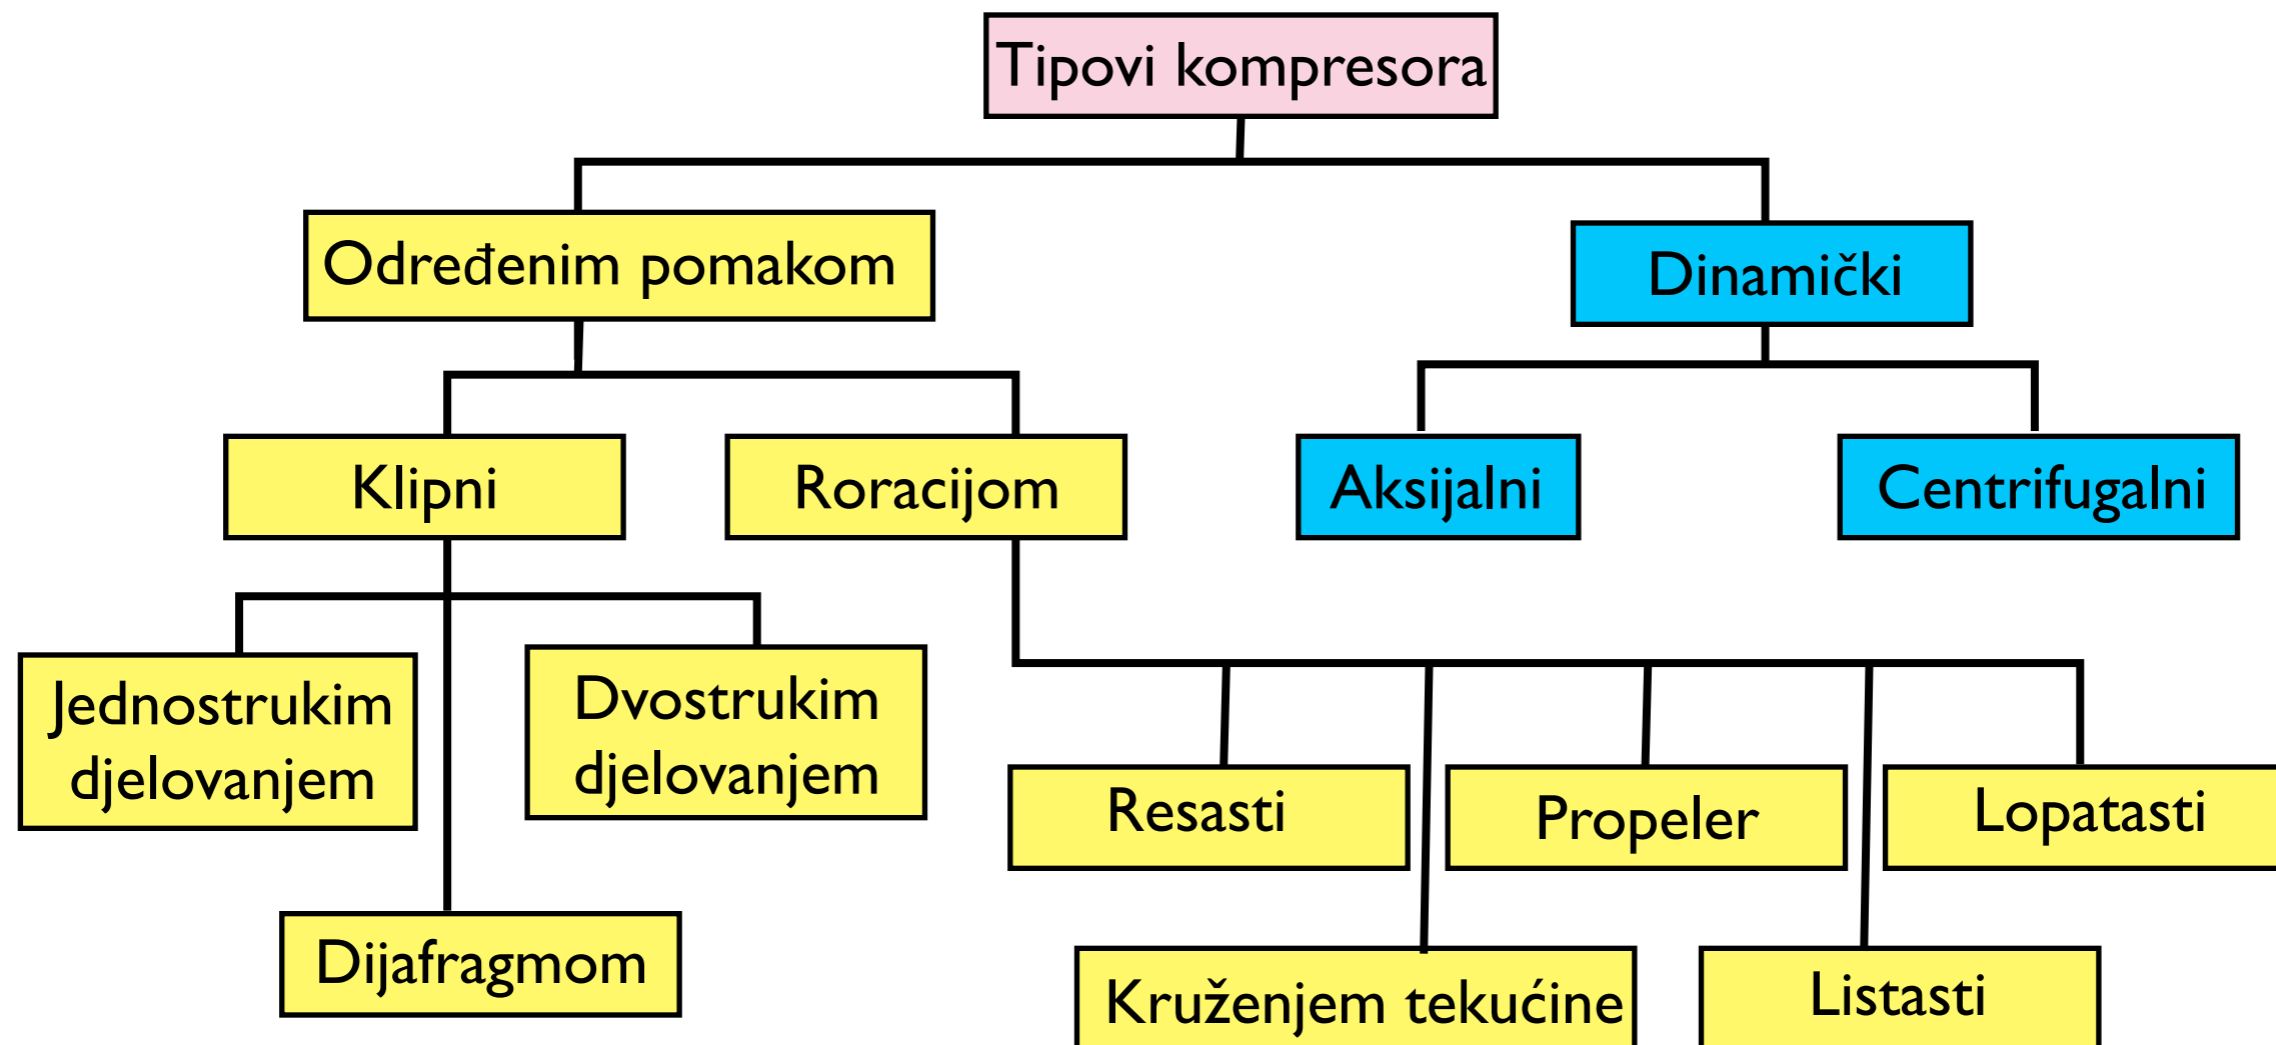 Tipovi kompresora
Određenim pomakom
Dinamički
Klipni
Roracijom
Aksijalni
Centrifugalni
Jednostrukim
djelovanjem
Dvostrukim
djelovanjem
Resasti
Propeler
Lopatasti
Dijafragmom
Kruženjem tekućine
Listasti